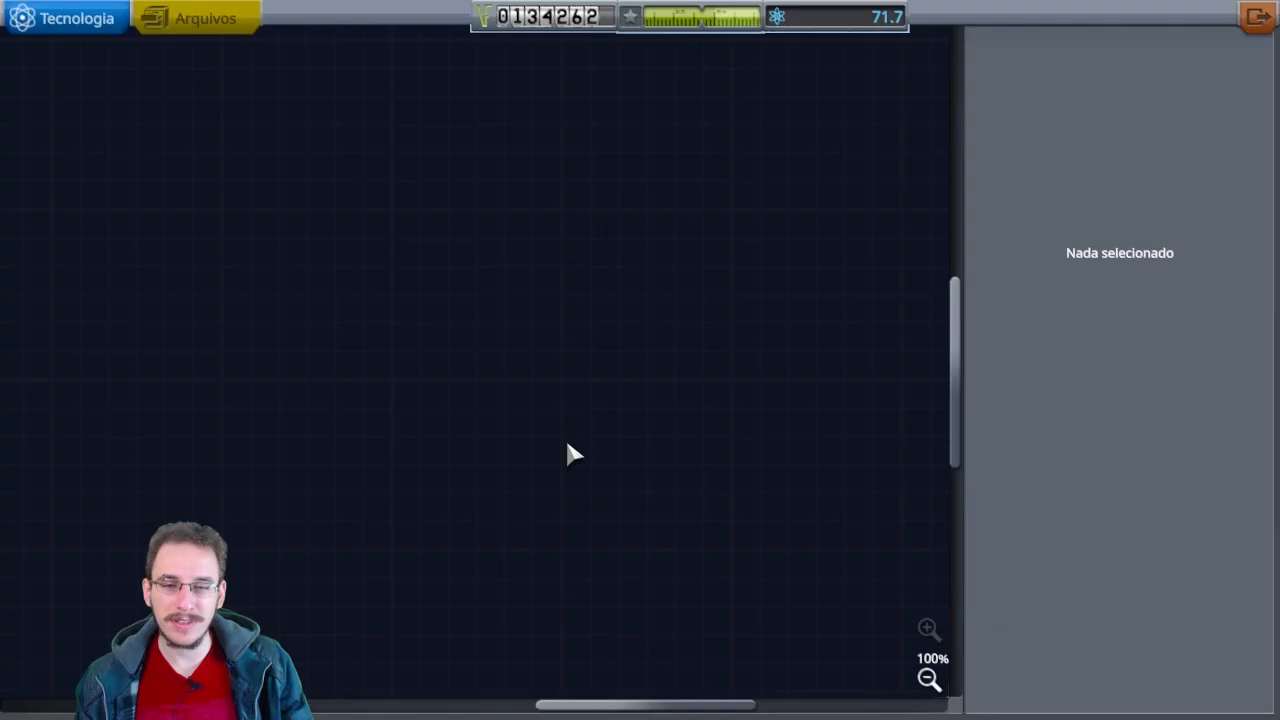 Tecnologia
Arquivos
0134262
71.7
Nada selecionado
100%